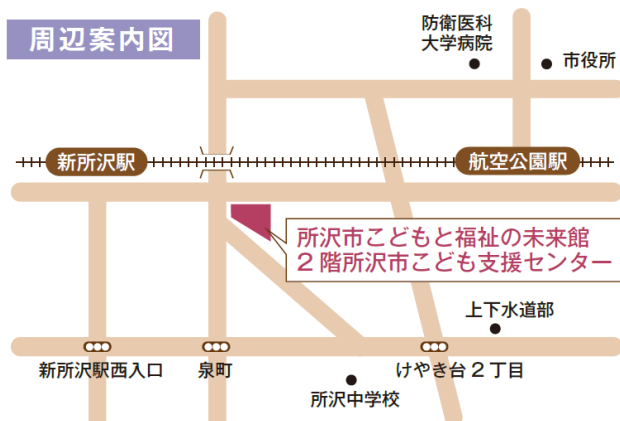 周辺案内図
防衛医科
大学病院
市役所
新所沢駅
航空公園駅
所沢市こどもと福祉の未来館
2階所沢市こども支援センター
上下水道部
新所沢駅西入口
泉町
けやき台2丁目
所沢中学校